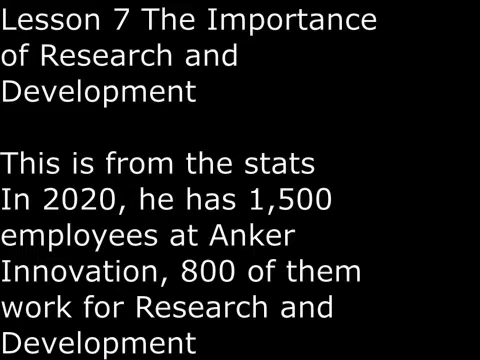 Lesson 7 The Importance
of Research and
Development
This is from the stats
In 2020, he has 1,500
employees at Anker
Innovation, 800 of them
work for Research and
Development